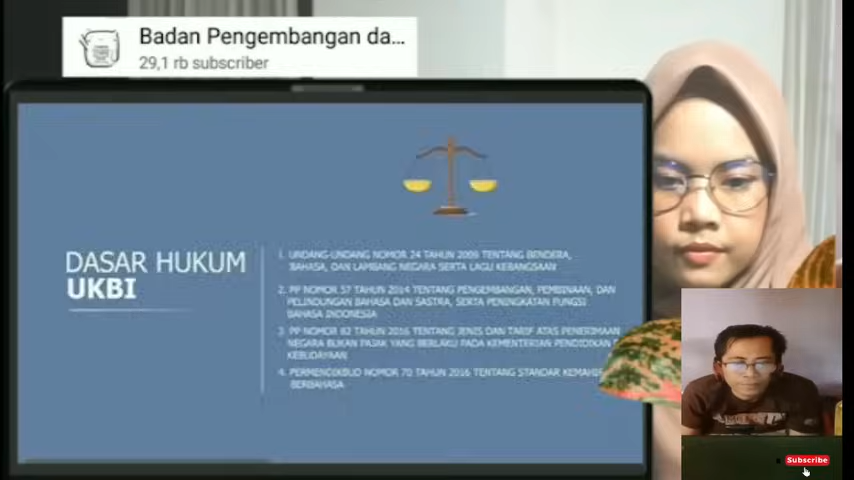 Badan Pengembangan da...
29,1 rb subscriber
DASAR HUKUM
UKBI
1. UNDANG-UNDANG NOMOR 24 TAHUN 2009 TENTANG BENDERA,
BAHASA, DAN LAMBANG NEGARA SERTA LAGU KEBANGSAAN
2. PP NOMOR 57 TAHUN 2014 TENTANG PENGEMBANGAN, PEMBINAAN, DAN
PELINDUNGAN BAHASA DAN SASTRA, SERTA PENINGKATAN FUNGSI
BAHASA INDONESIA
3. PP NOMOR 82 TAHUN 2016 TENTANG JENIS DAN TARIF ATAS PENERIMAAN
NEGARA BUKAN PAJAK YANG BERLAKU PADA KEMENTERIAN PENDIDIKAN
KEBUDAYAAN
4. PERMENDIKBUD NOMOR 70 TAHUN 2016 TENTANG STANDAR KEMAHIR
BERBAHASA
Subscribe